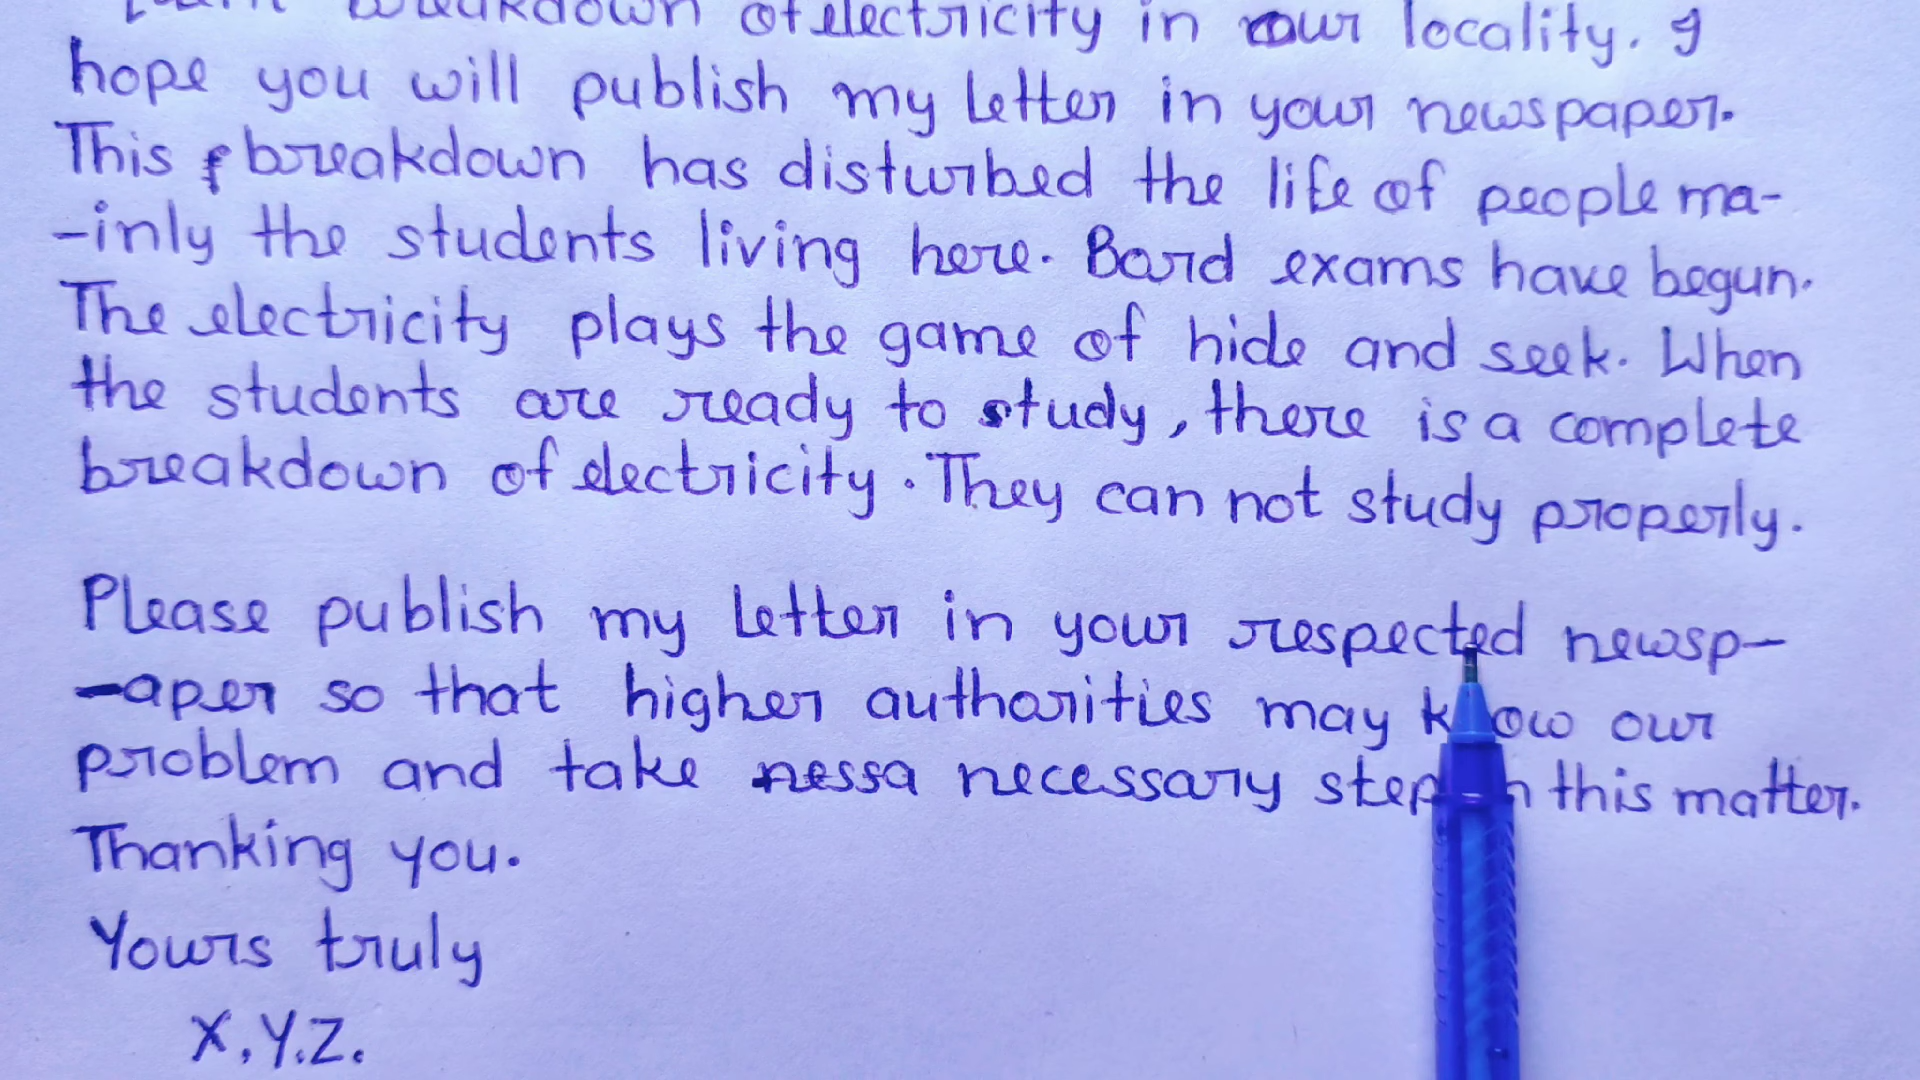 breakdown of electricity in our locality. I
hope you will publish my letter in your newspaper.
This breakdown has disturbed the life of people ma-
-inly the students living here. Bord exams have begun.
The electricity plays the game of hide and seek. When
the students are ready to study, there is a complete
breakdown of electricity. They can not study properly.
Please publish my letter in your respected newsp-
-aper so that higher authorities may know our
problem and take nessa necessary step in this matter.
Thanking you.
Yours truly
X.Y.Z.